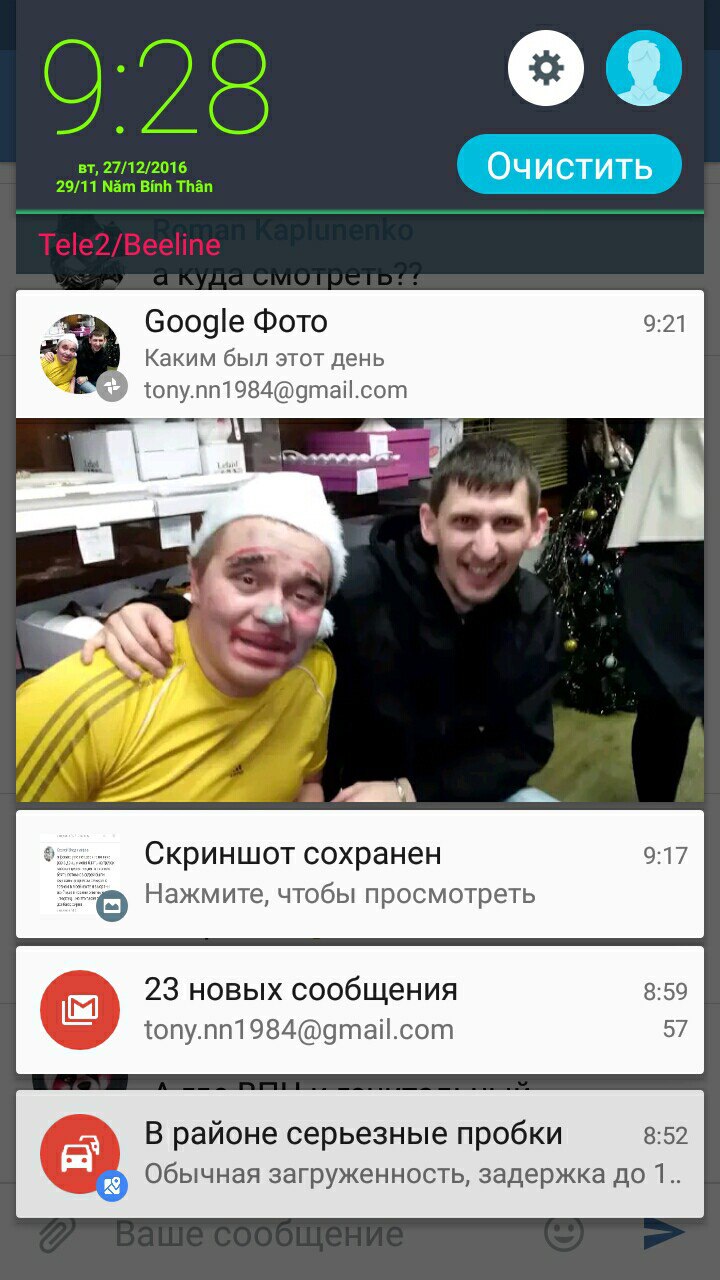 9:28
вт, 27/12/2016
29/11 Năm Bính Thân
Очистить
Roman Kaplunenko
Tele2/Beeline
а куда смотреть??
Google Фото
9:21
Каким был этот день
tony.nn1984@gmail.com
Скриншот сохранен
9:17
Нажмите, чтобы просмотреть
23 новых сообщения
8:59
tony.nn1984@gmail.com
57
В районе серьезные пробки
8:52
Обычная загруженность, задержка до 1..
Ваше сообщение